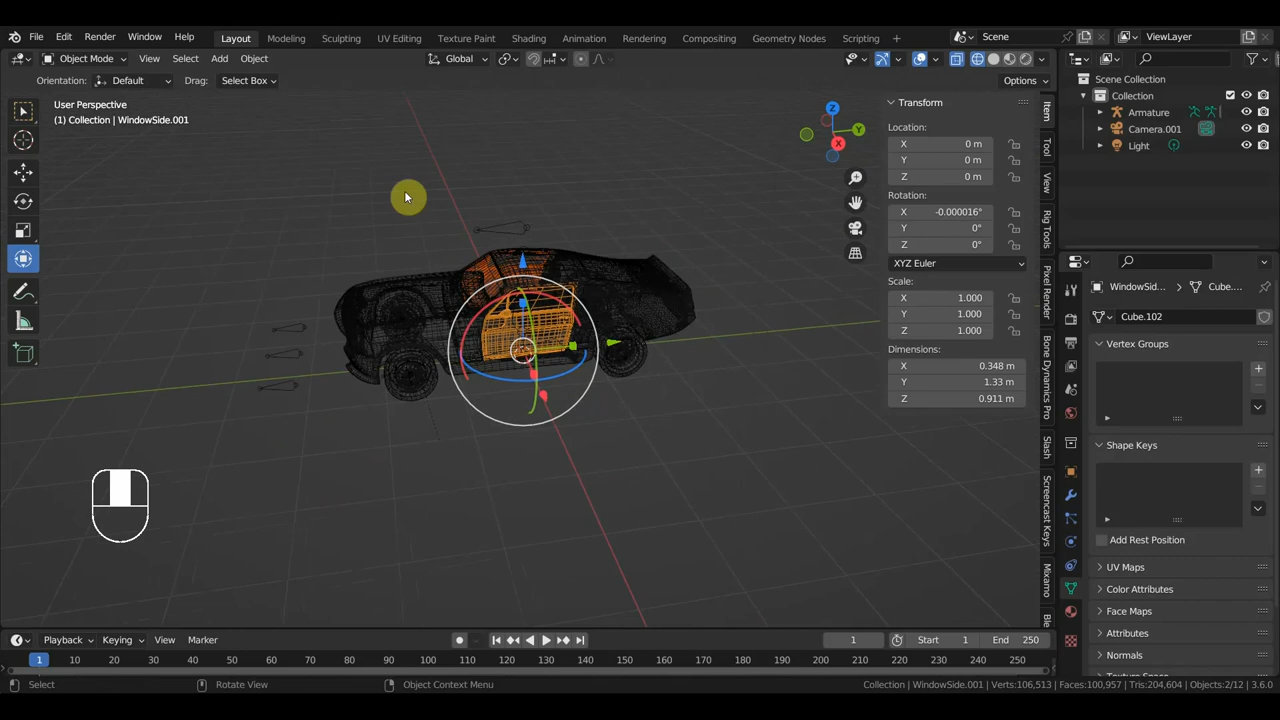 File Edit Render Window Help Layout Modeling Sculpting UV Editing Texture Paint Shading Animation Rendering Compositing Geometry Nodes Scripting + Scene ViewLayer
Object Mode View Select Add Object Global
Orientation: Default Drag: Select Box Options
User Perspective
(1) Collection | WindowSide.001
Z
Y
X
Transform
Location:
X 0 m
Y 0 m
Z 0 m
Rotation:
X -0.000016°
Y 0°
Z 0°
XYZ Euler
Scale:
X 1.000
Y 1.000
Z 1.000
Dimensions:
X 0.348 m
Y 1.33 m
Z 0.911 m
Item
Tool
View
Rig Tools
Pixel Render
Bone Dynamics Pro
Slash
Screencast Keys
Mixamo
Ble
Scene Collection
Collection
Armature
Camera.001
Light
WindowSid... Cube....
Cube.102
Vertex Groups
Shape Keys
Add Rest Position
UV Maps
Color Attributes
Face Maps
Attributes
Normals
Playback Keying View Marker 1 Start 1 End 250
1 10 20 30 40 50 60 70 80 90 100 110 120 130 140 150 160 170 180 190 200 210 220 230 240 250
Select Rotate View Object Context Menu Collection | WindowSide.001 | Verts:106,513 | Faces:100,957 | Tris:204,604 | Objects:2/12 | 3.6.0